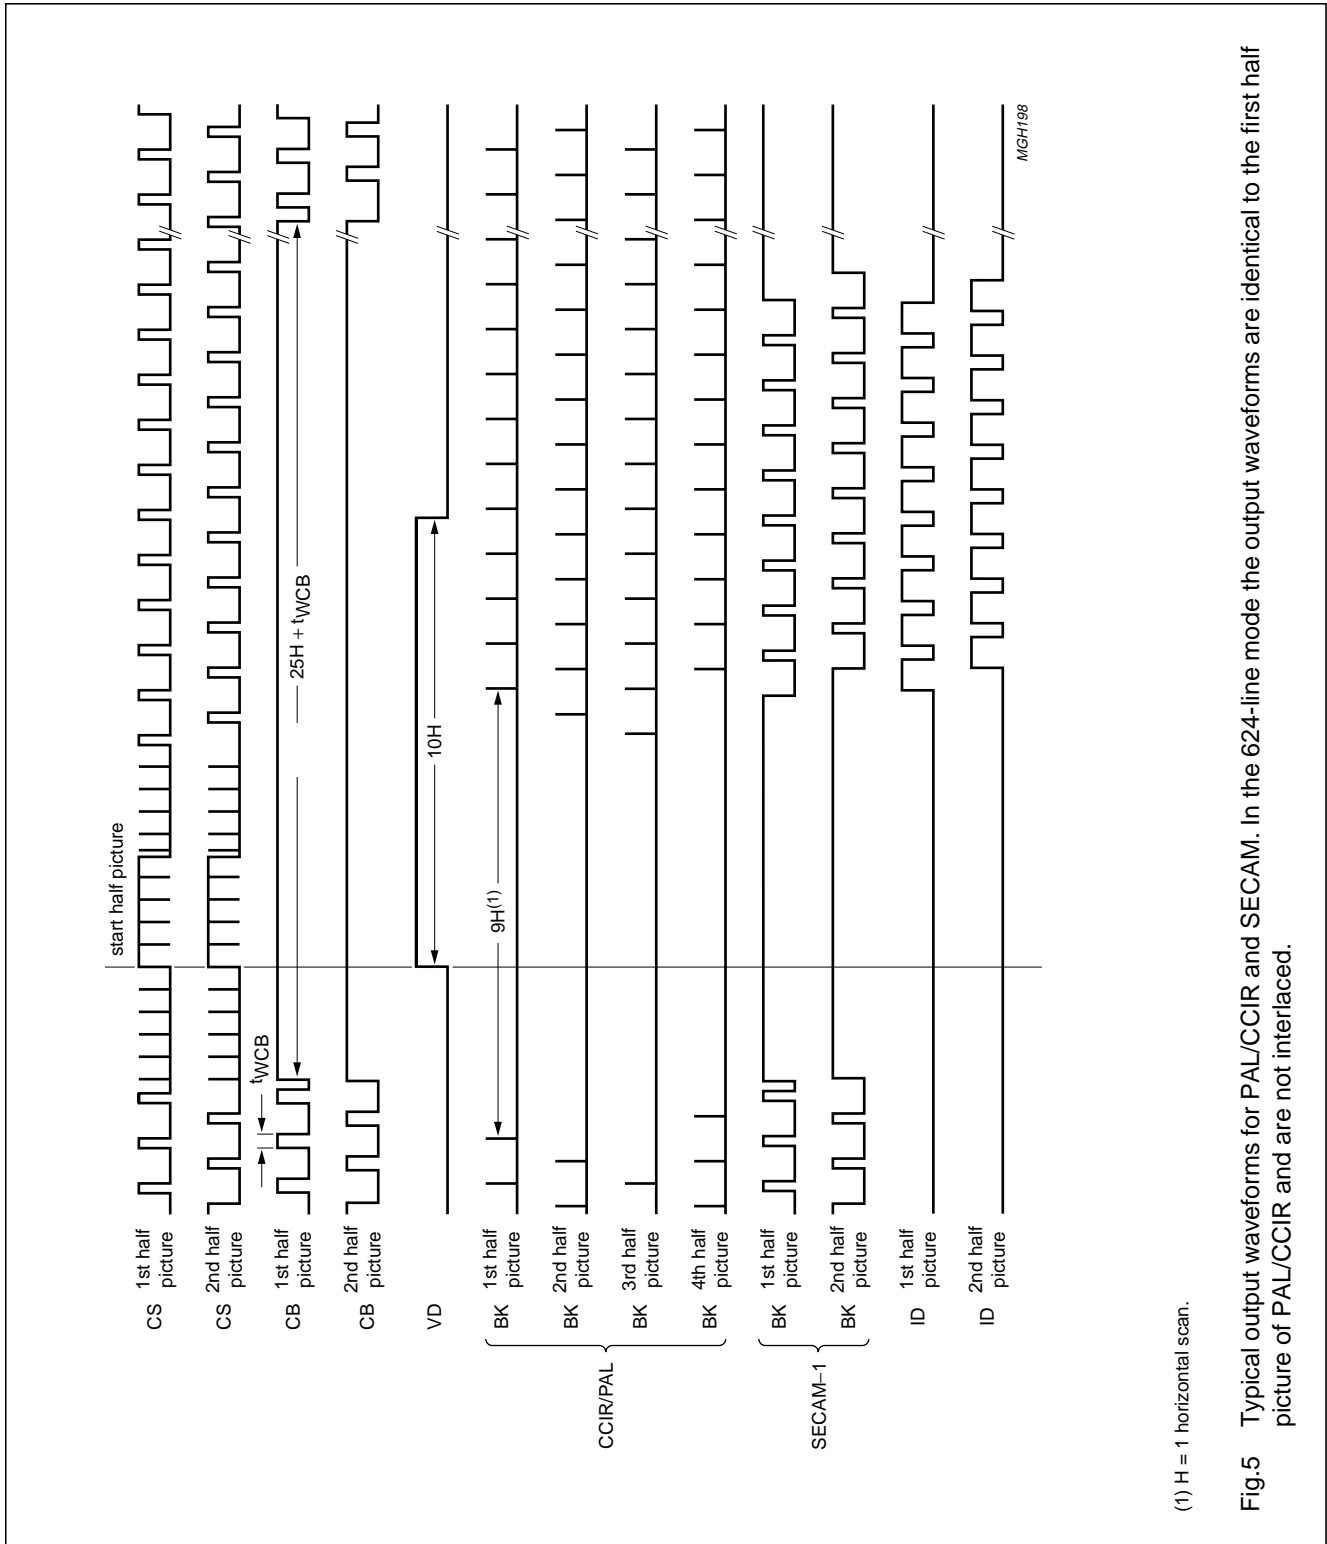 start half picture
CS 1st half picture
CS 2nd half picture
tWCB
CB 1st half picture
25H + tWCB
CB 2nd half picture
VD
10H
CCIR/PAL
BK 1st half picture
9H(1)
BK 2nd half picture
BK 3rd half picture
BK 4th half picture
SECAM–1
BK 1st half picture
BK 2nd half picture
ID 1st half picture
ID 2nd half picture
MGH198
(1) H = 1 horizontal scan.
Fig.5 Typical output waveforms for PAL/CCIR and SECAM. In the 624-line mode the output waveforms are identical to the first half
picture of PAL/CCIR and are not interlaced.